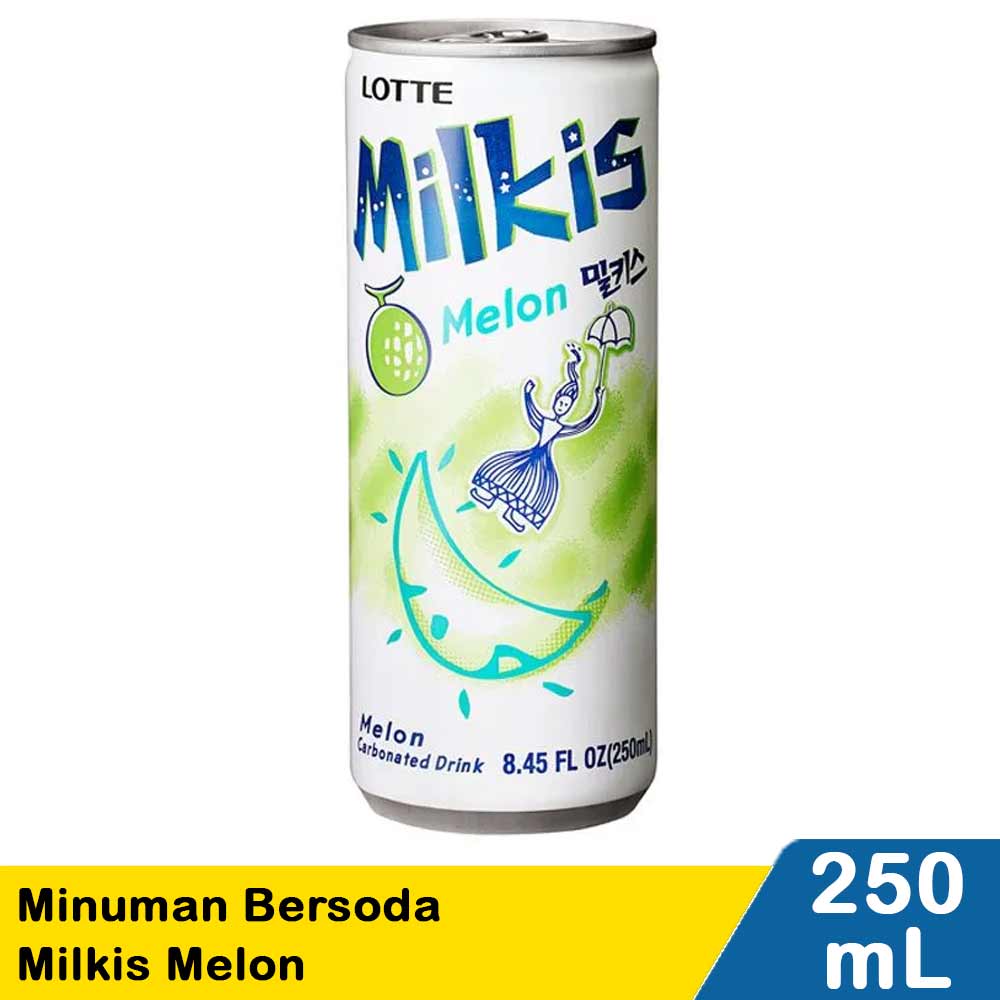 LOTTE
Milkis
Melon 밀키스
Melon
Carbonated Drink 8.45 FL OZ(250mL)
Minuman Bersoda
Milkis Melon
250
mL